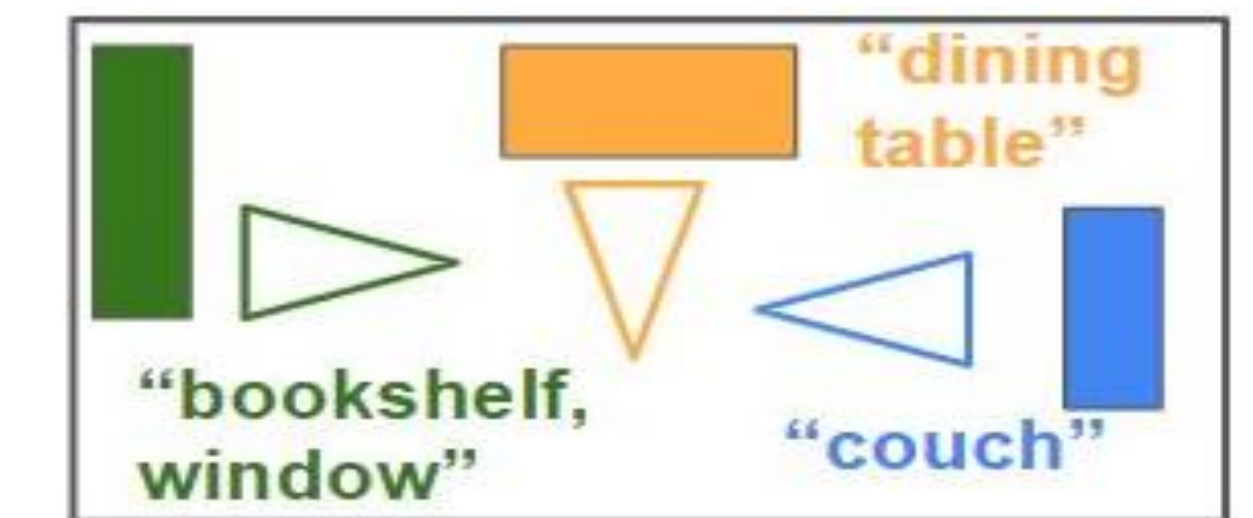 “dining
table”
“bookshelf,
window”
“couch”